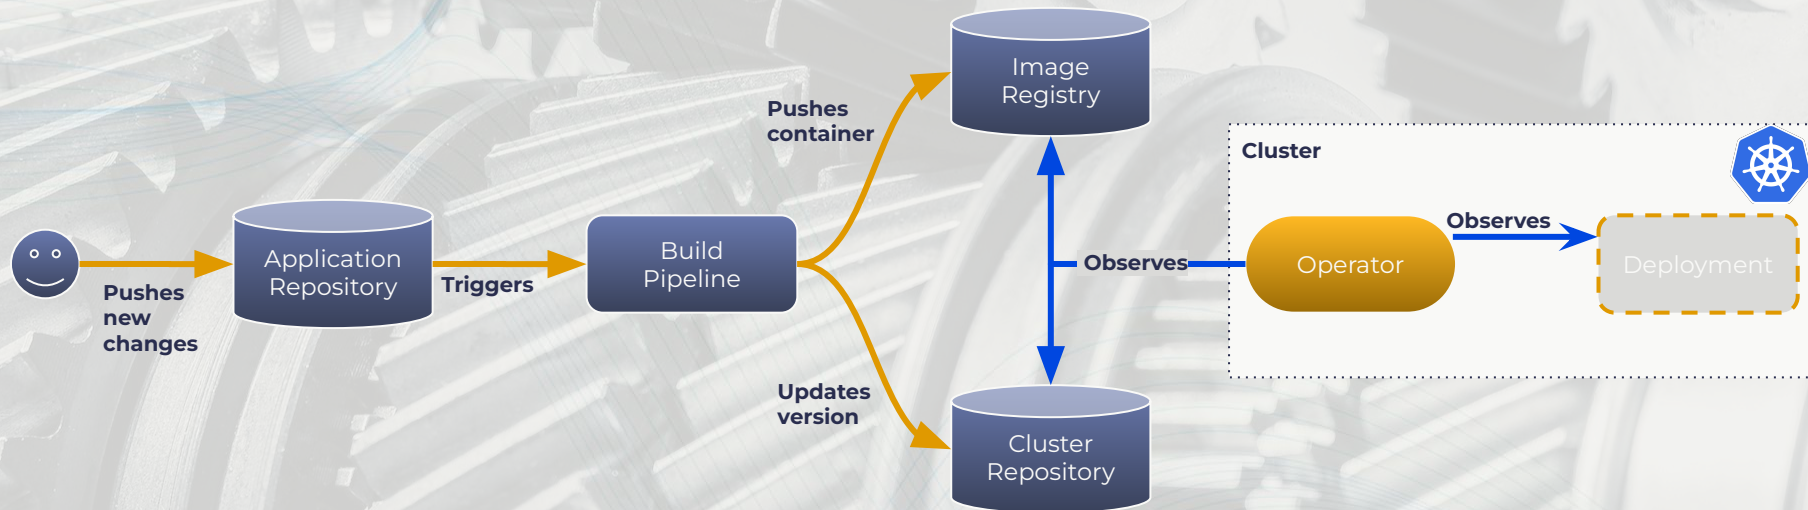 Pushes
new
changes
Application
Repository
Triggers
Build
Pipeline
Pushes
container
Updates
version
Image
Registry
Observes
Cluster
Repository
Cluster
Operator
Observes
Deployment